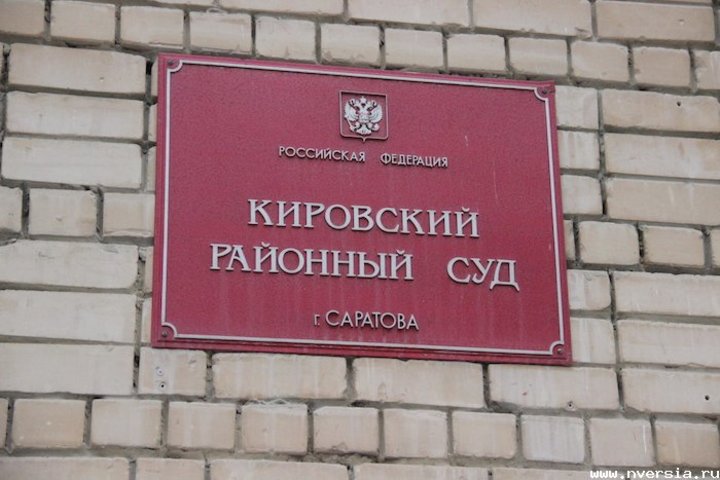 РОССИЙСКАЯ ФЕДЕРАЦИЯ
КИРОВСКИЙ
РАЙОННЫЙ СУД
г. САРАТОВА
www.nversia.ru